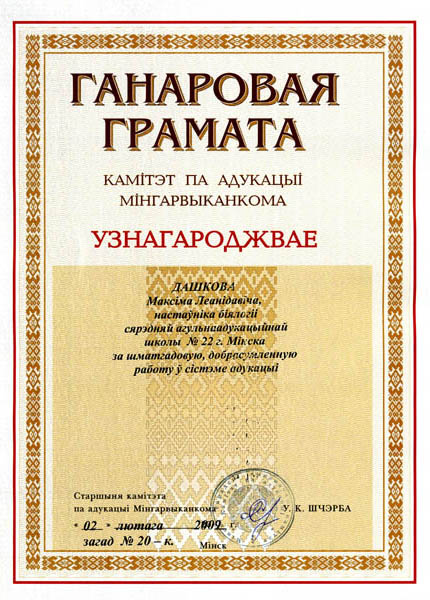 ГАНАРОВАЯ
ГРАМАТА
КАМІТЭТ ПА АДУКАЦЫІ
МІНГАРВЫКАНКОМА
УЗНАГАРОДЖВАЕ
ДАШКОВА
Максіма Леанідавіча,
настаўніка біялогіі
сярэдняй агульнаадукацыйнай
школы № 22 г. Мінска
за шматгадовую, добрасумленную
работу ў сістэме адукацыі
Старшыня камітэта
па адукацыі Мінгарвыканкома У. К. ШЧЭРБА
" 02 " лютага 2009 г.
загад № 20 – к. Мінск